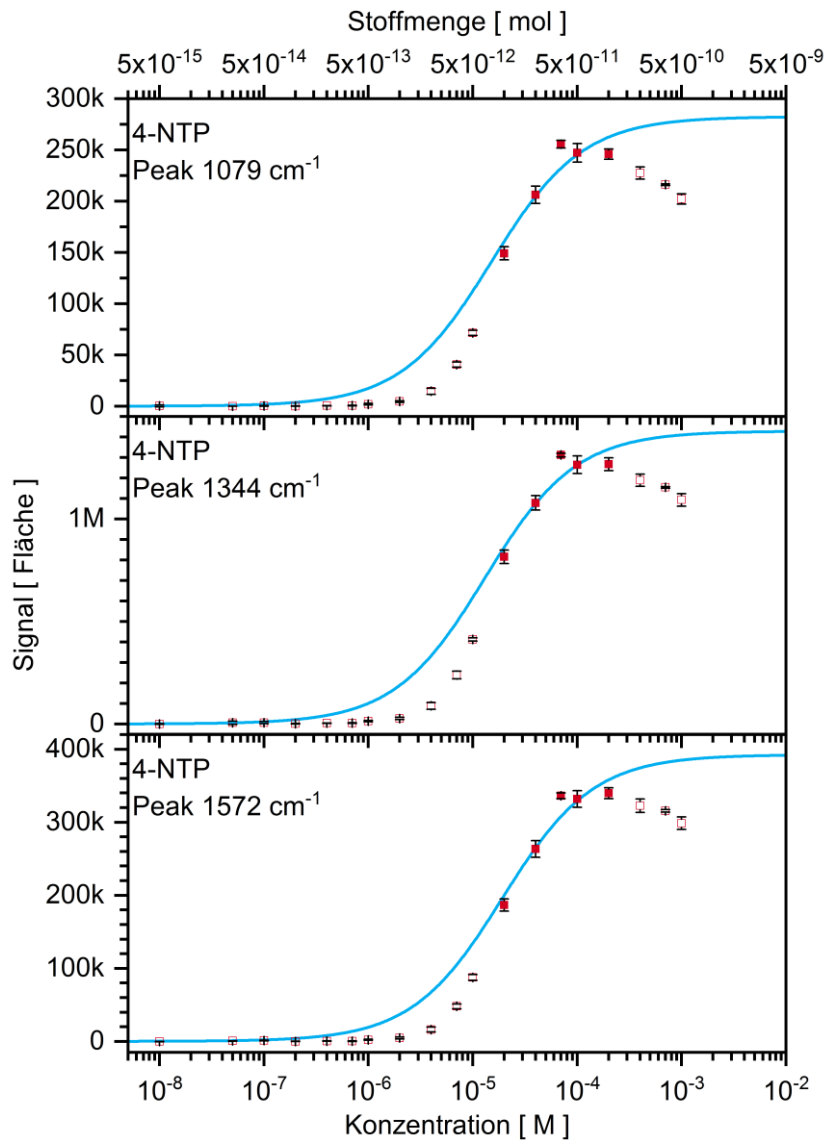 Stoffmenge [ mol ]
5x10⁻¹⁵ 5x10⁻¹⁴ 5x10⁻¹³ 5x10⁻¹² 5x10⁻¹¹ 5x10⁻¹⁰ 5x10⁻⁹
300k
4-NTP
250k
Peak 1079 cm⁻¹
200k
150k
100k
50k
0
4-NTP
Peak 1344 cm⁻¹
1M
0
Signal [ Fläche]
400k
4-NTP
Peak 1572 cm⁻¹
300k
200k
100k
0
10⁻⁸ 10⁻⁷ 10⁻⁶ 10⁻⁵ 10⁻⁴ 10⁻³ 10⁻²
Konzentration [ M ]